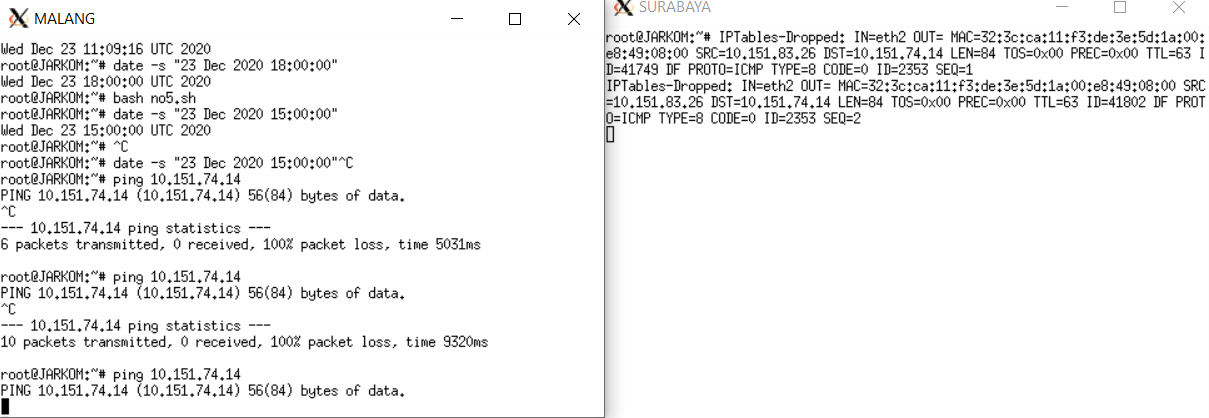 MALANG
Wed Dec 23 11:09:16 UTC 2020
root@JARKOM:~# date -s "23 Dec 2020 18:00:00"
Wed Dec 23 18:00:00 UTC 2020
root@JARKOM:~# bash no5.sh
root@JARKOM:~# date -s "23 Dec 2020 15:00:00"
Wed Dec 23 15:00:00 UTC 2020
root@JARKOM:~# ^C
root@JARKOM:~# date -s "23 Dec 2020 15:00:00"^C
root@JARKOM:~# ping 10.151.74.14
PING 10.151.74.14 (10.151.74.14) 56(84) bytes of data.
^C
--- 10.151.74.14 ping statistics ---
6 packets transmitted, 0 received, 100% packet loss, time 5031ms
root@JARKOM:~# ping 10.151.74.14
PING 10.151.74.14 (10.151.74.14) 56(84) bytes of data.
^C
--- 10.151.74.14 ping statistics ---
10 packets transmitted, 0 received, 100% packet loss, time 9320ms
root@JARKOM:~# ping 10.151.74.14
PING 10.151.74.14 (10.151.74.14) 56(84) bytes of data.
SURABAYA
root@JARKOM:~# IPTables-Dropped: IN=eth2 OUT= MAC=32:3c:ca:11:f3:de:3e:5d:1a:00:
e8:49:08:00 SRC=10.151.83.26 DST=10.151.74.14 LEN=84 TOS=0x00 PREC=0x00 TTL=63 I
D=41749 DF PROTO=ICMP TYPE=8 CODE=0 ID=2353 SEQ=1
IPTables-Dropped: IN=eth2 OUT= MAC=32:3c:ca:11:f3:de:3e:5d:1a:00:e8:49:08:00 SRC
=10.151.83.26 DST=10.151.74.14 LEN=84 TOS=0x00 PREC=0x00 TTL=63 ID=41802 DF PROT
O=ICMP TYPE=8 CODE=0 ID=2353 SEQ=2